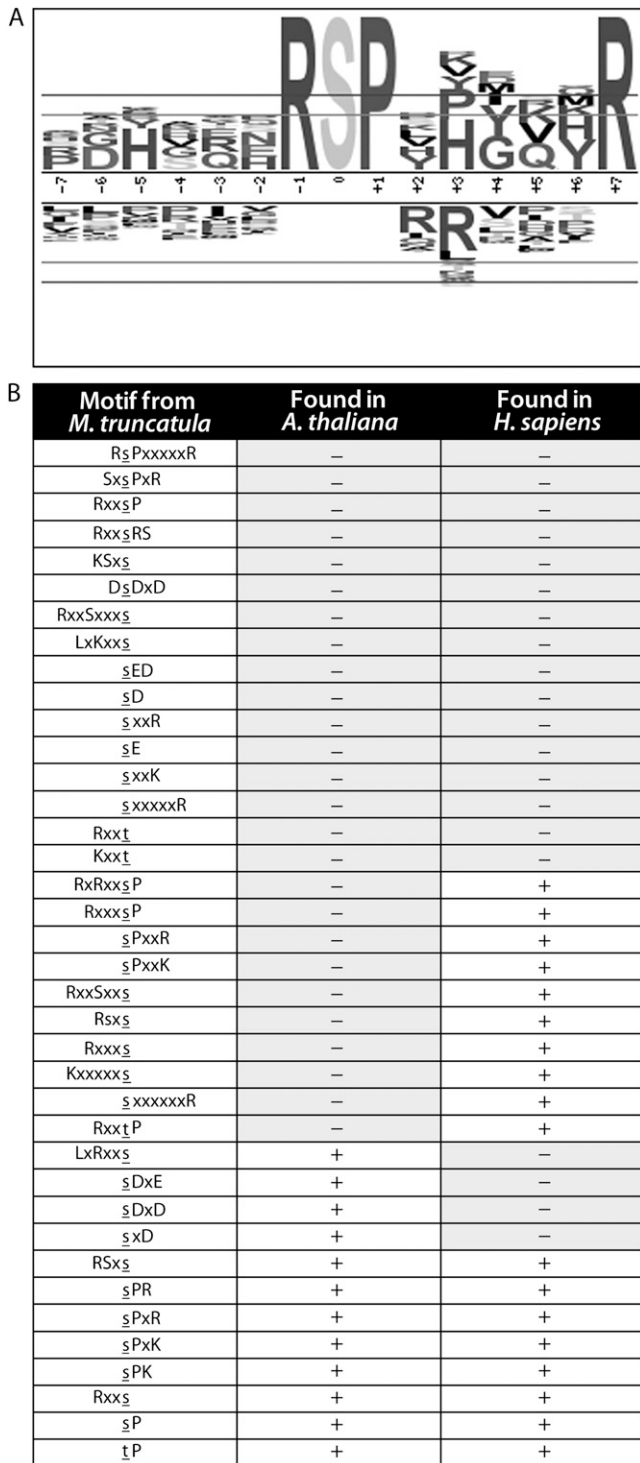 A
RSP R
-7 -6 -5 -4 -3 -2 -1 0 +1 +2 +3 +4 +5 +6 +7
B
Motif from M. truncatula Found in A. thaliana Found in H. sapiens
RsPxxxxxR – –
SxsPxR – –
RxxsP – –
RxxsRS – –
KSxs – –
DsDxD – –
RxxSxxxs – –
LxKxxs – –
sED – –
sD – –
sxxR – –
sE – –
sxxK – –
sxxxxxR – –
Rxxt – –
Kxxt – –
RxRxxsP – +
RxxxsP – +
sPxxR – +
sPxxK – +
RxxSxxs – +
Rsxs – +
Rxxxs – +
Kxxxxxs – +
sxxxxxxR – +
RxxtP – +
LxRxxs + –
sDxE + –
sDxD + –
sxD + –
RSxs + +
sPR + +
sPxR + +
sPxK + +
sPK + +
Rxxs + +
sP + +
tP + +